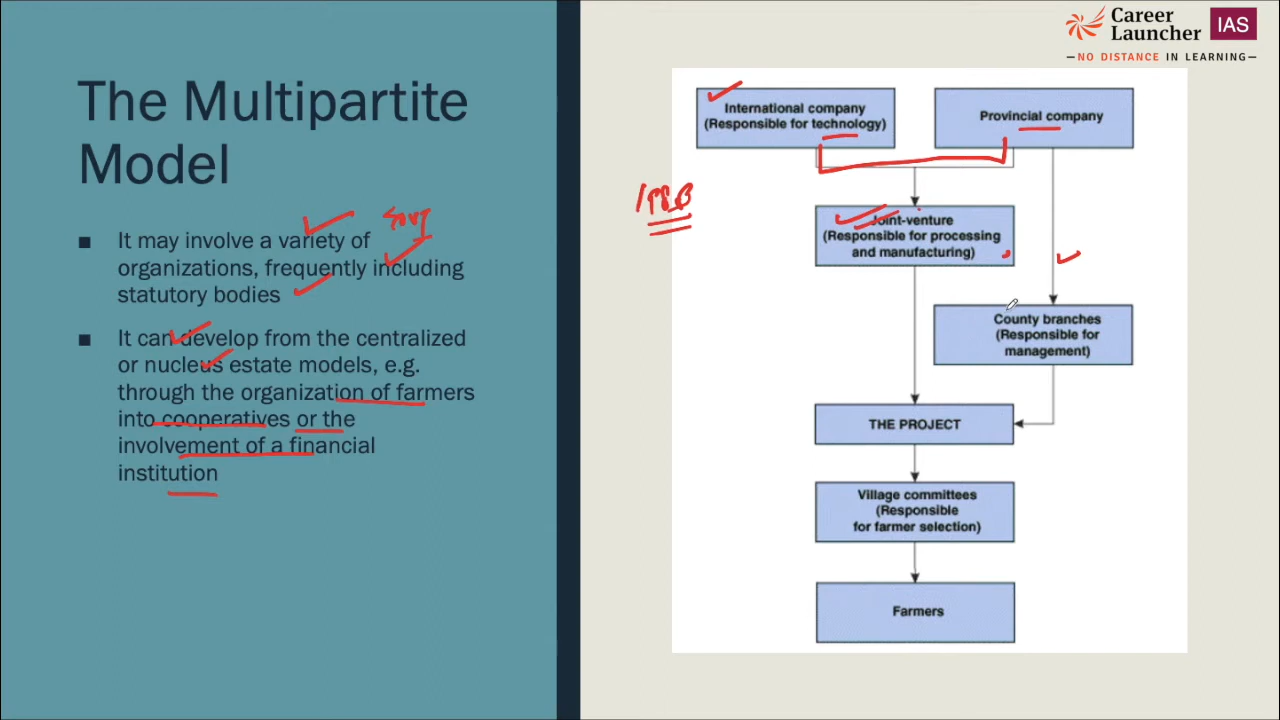 Career
Launcher
IAS
NO DISTANCE IN LEARNING
The Multipartite
Model
■ It may involve a variety of
organizations, frequently including
statutory bodies
■ It can develop from the centralized
or nucleus estate models, e.g.
through the organization of farmers
into cooperatives or the
involvement of a financial
institution
International company
(Responsible for technology)
Provincial company
Joint-venture
(Responsible for processing
and manufacturing)
County branches
(Responsible for
management)
THE PROJECT
Village committees
(Responsible
for farmer selection)
Farmers